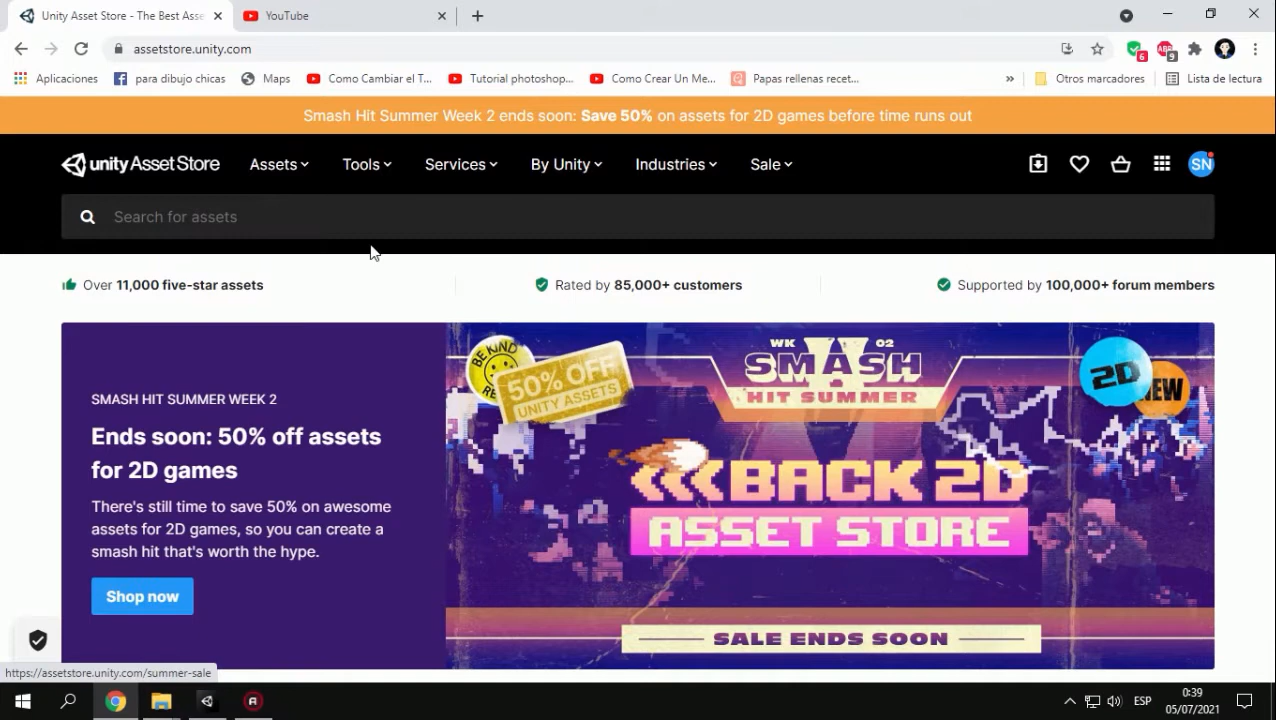 Unity Asset Store - The Best Asse
YouTube
assetstore.unity.com
6
9
Aplicaciones
para dibujo chicas
Maps
Como Cambiar el T...
Tutorial photoshop...
Como Crear Un Me...
Papas rellenas recet...
»
Otros marcadores
Lista de lectura
Smash Hit Summer Week 2 ends soon: Save 50% on assets for 2D games before time runs out
unity Asset Store
Assets
Tools
Services
By Unity
Industries
Sale
SN
Search for assets
Over 11,000 five-star assets
Rated by 85,000+ customers
Supported by 100,000+ forum members
SMASH HIT SUMMER WEEK 2
Ends soon: 50% off assets
for 2D games
There's still time to save 50% on awesome
assets for 2D games, so you can create a
smash hit that's worth the hype.
Shop now
BE KIND
50% OFF
UNITY ASSETS
WK 02
SMASH
HIT SUMMER
2D
NEW
BACK 2D
ASSET STORE
SALE ENDS SOON
https://assetstore.unity.com/summer-sale
ESP
0:39
05/07/2021